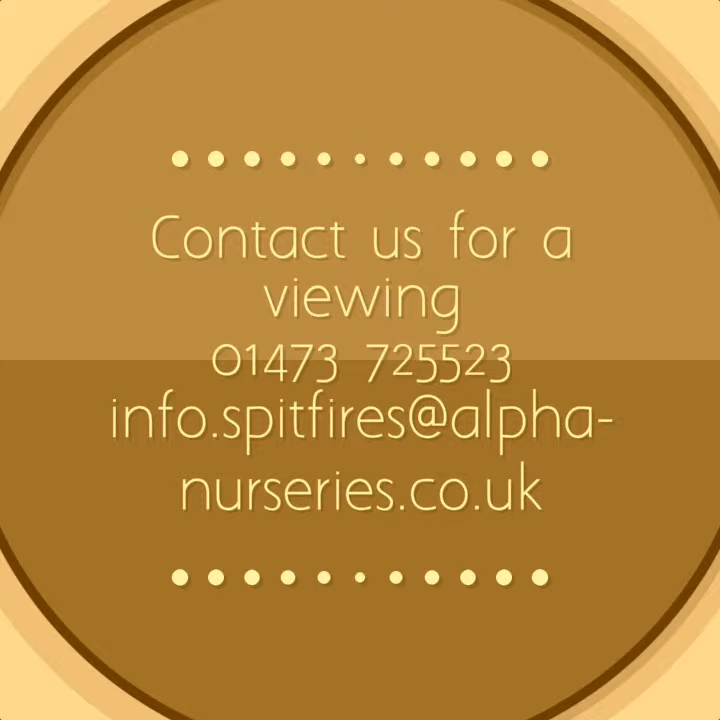 Contact us for a
viewing
01473 725523
info.spitfires@alpha-
nurseries.co.uk